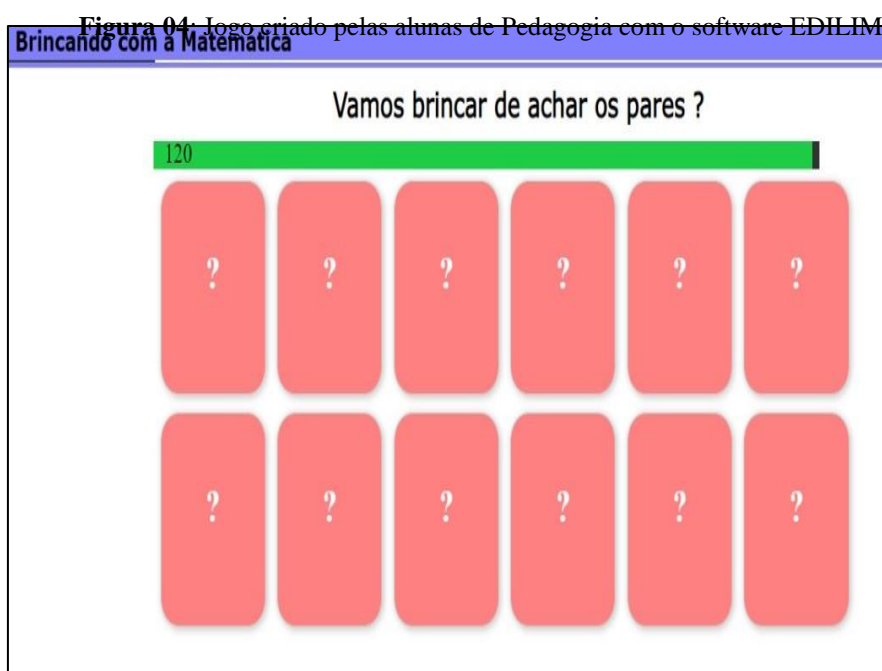 Figura 04: Jogo criado pelas alunas de Pedagogia com o software EDILIM
Brincando com a Matemática
Vamos brincar de achar os pares ?
120
? ? ? ? ? ?
? ? ? ? ? ?